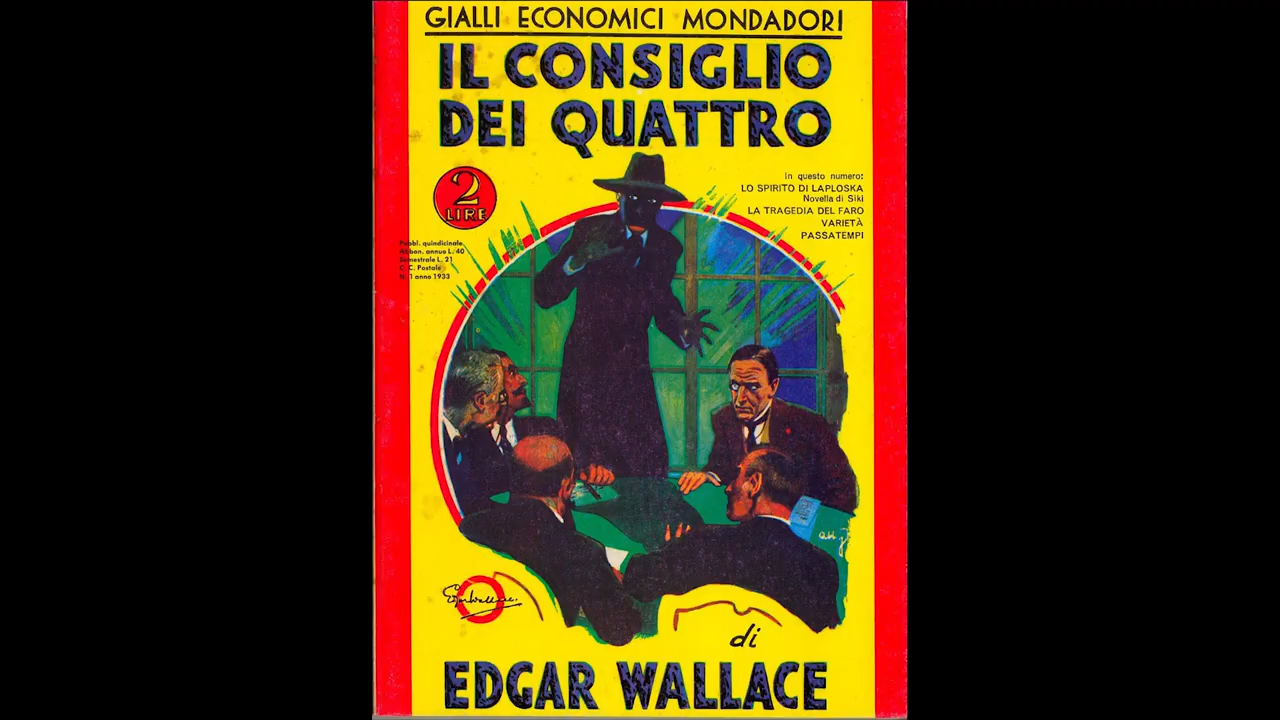 GIALLI ECONOMICI MONDADORI
IL CONSIGLIO
DEI QUATTRO
2
LIRE
in questo numero:
LO SPIRITO DI LAPLOSKA
Novella di Siki
LA TRAGEDIA DEL FARO
VARIETÀ
PASSATEMPI
Pubbl. quindicinale
Abbon. annuo L. 40
Semestrale L. 21
C. C. Postale
N. 1 anno 1933
Edgar Wallace.
di
EDGAR WALLACE